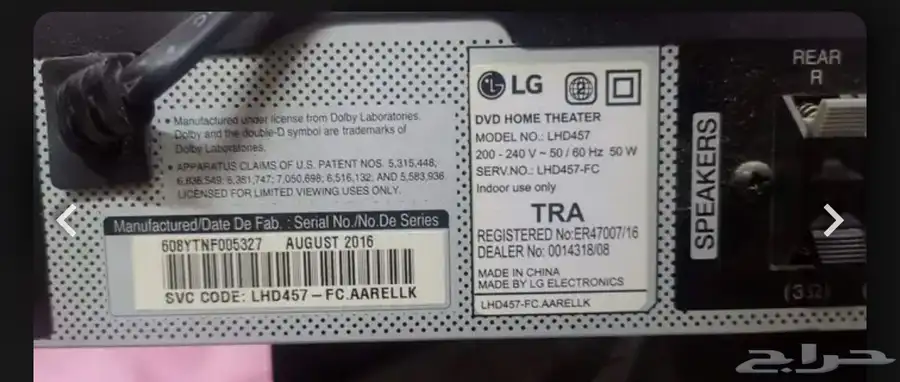 • Manufactured under license from Dolby Laboratories.
Dolby and the double-D symbol are trademarks of
Dolby Laboratories.
• APPARATUS CLAIMS OF U.S. PATENT NOS. 5,315,448,
6,836,549; 6,381,747; 7,050,698; 6,516,132; AND 5,583,936
LICENSED FOR LIMITED VIEWING USES ONLY.
Manufactured/Date De Fab. : Serial No./No.De Series
608YTNF005327 AUGUST 2016
SVC CODE: LHD457-FC.AARELLK
LG
DVD HOME THEATER
MODEL NO.: LHD457
200 - 240 V ~ 50 / 60 Hz 50 W
SERV.NO.: LHD457-FC
Indoor use only
TRA
REGISTERED No:ER47007/16
DEALER No: 0014318/08
MADE IN CHINA
MADE BY LG ELECTRONICS
LHD457-FC.AARELLK
SPEAKERS
REAR
R
(3Ω)
حراج